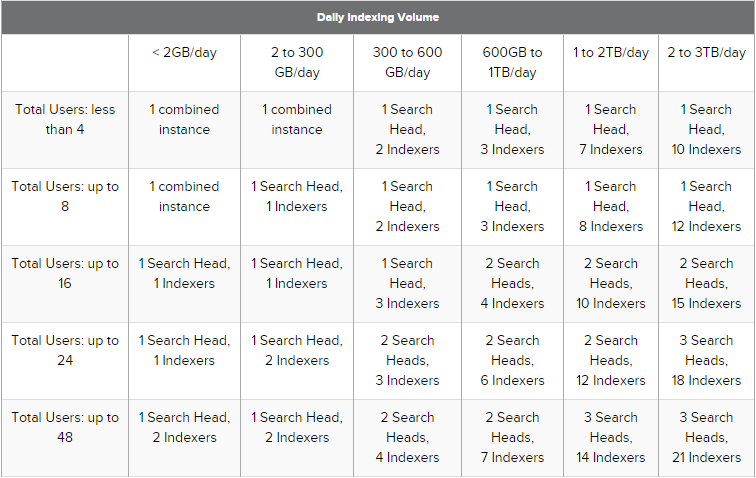 Daily Indexing Volume
< 2GB/day
2 to 300
GB/day
300 to 600
GB/day
600GB to
1TB/day
1 to 2TB/day
2 to 3TB/day
Total Users: less
than 4
1 combined
instance
1 combined
instance
1 Search
Head,
2 Indexers
1 Search
Head,
3 Indexers
1 Search
Head,
7 Indexers
1 Search
Head,
10 Indexers
Total Users: up to
8
1 combined
instance
1 Search Head,
1 Indexers
1 Search
Head,
2 Indexers
1 Search
Head,
3 Indexers
1 Search
Head,
8 Indexers
1 Search
Head,
12 Indexers
Total Users: up to
16
1 Search Head,
1 Indexers
1 Search Head,
1 Indexers
1 Search
Head,
3 Indexers
2 Search
Heads,
4 Indexers
2 Search
Heads,
10 Indexers
2 Search
Heads,
15 Indexers
Total Users: up to
24
1 Search Head,
1 Indexers
1 Search Head,
2 Indexers
2 Search
Heads,
3 Indexers
2 Search
Heads,
6 Indexers
2 Search
Heads,
12 Indexers
3 Search
Heads,
18 Indexers
Total Users: up to
48
1 Search Head,
2 Indexers
1 Search Head,
2 Indexers
2 Search
Heads,
4 Indexers
2 Search
Heads,
7 Indexers
3 Search
Heads,
14 Indexers
3 Search
Heads,
21 Indexers